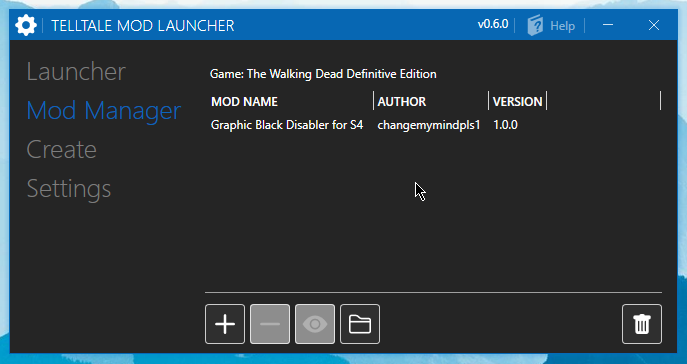 TELLTALE MOD LAUNCHER v0.6.0 Help
Launcher
Mod Manager
Create
Settings
Game: The Walking Dead Definitive Edition
MOD NAME AUTHOR VERSION
Graphic Black Disabler for S4 changemymindpls1 1.0.0